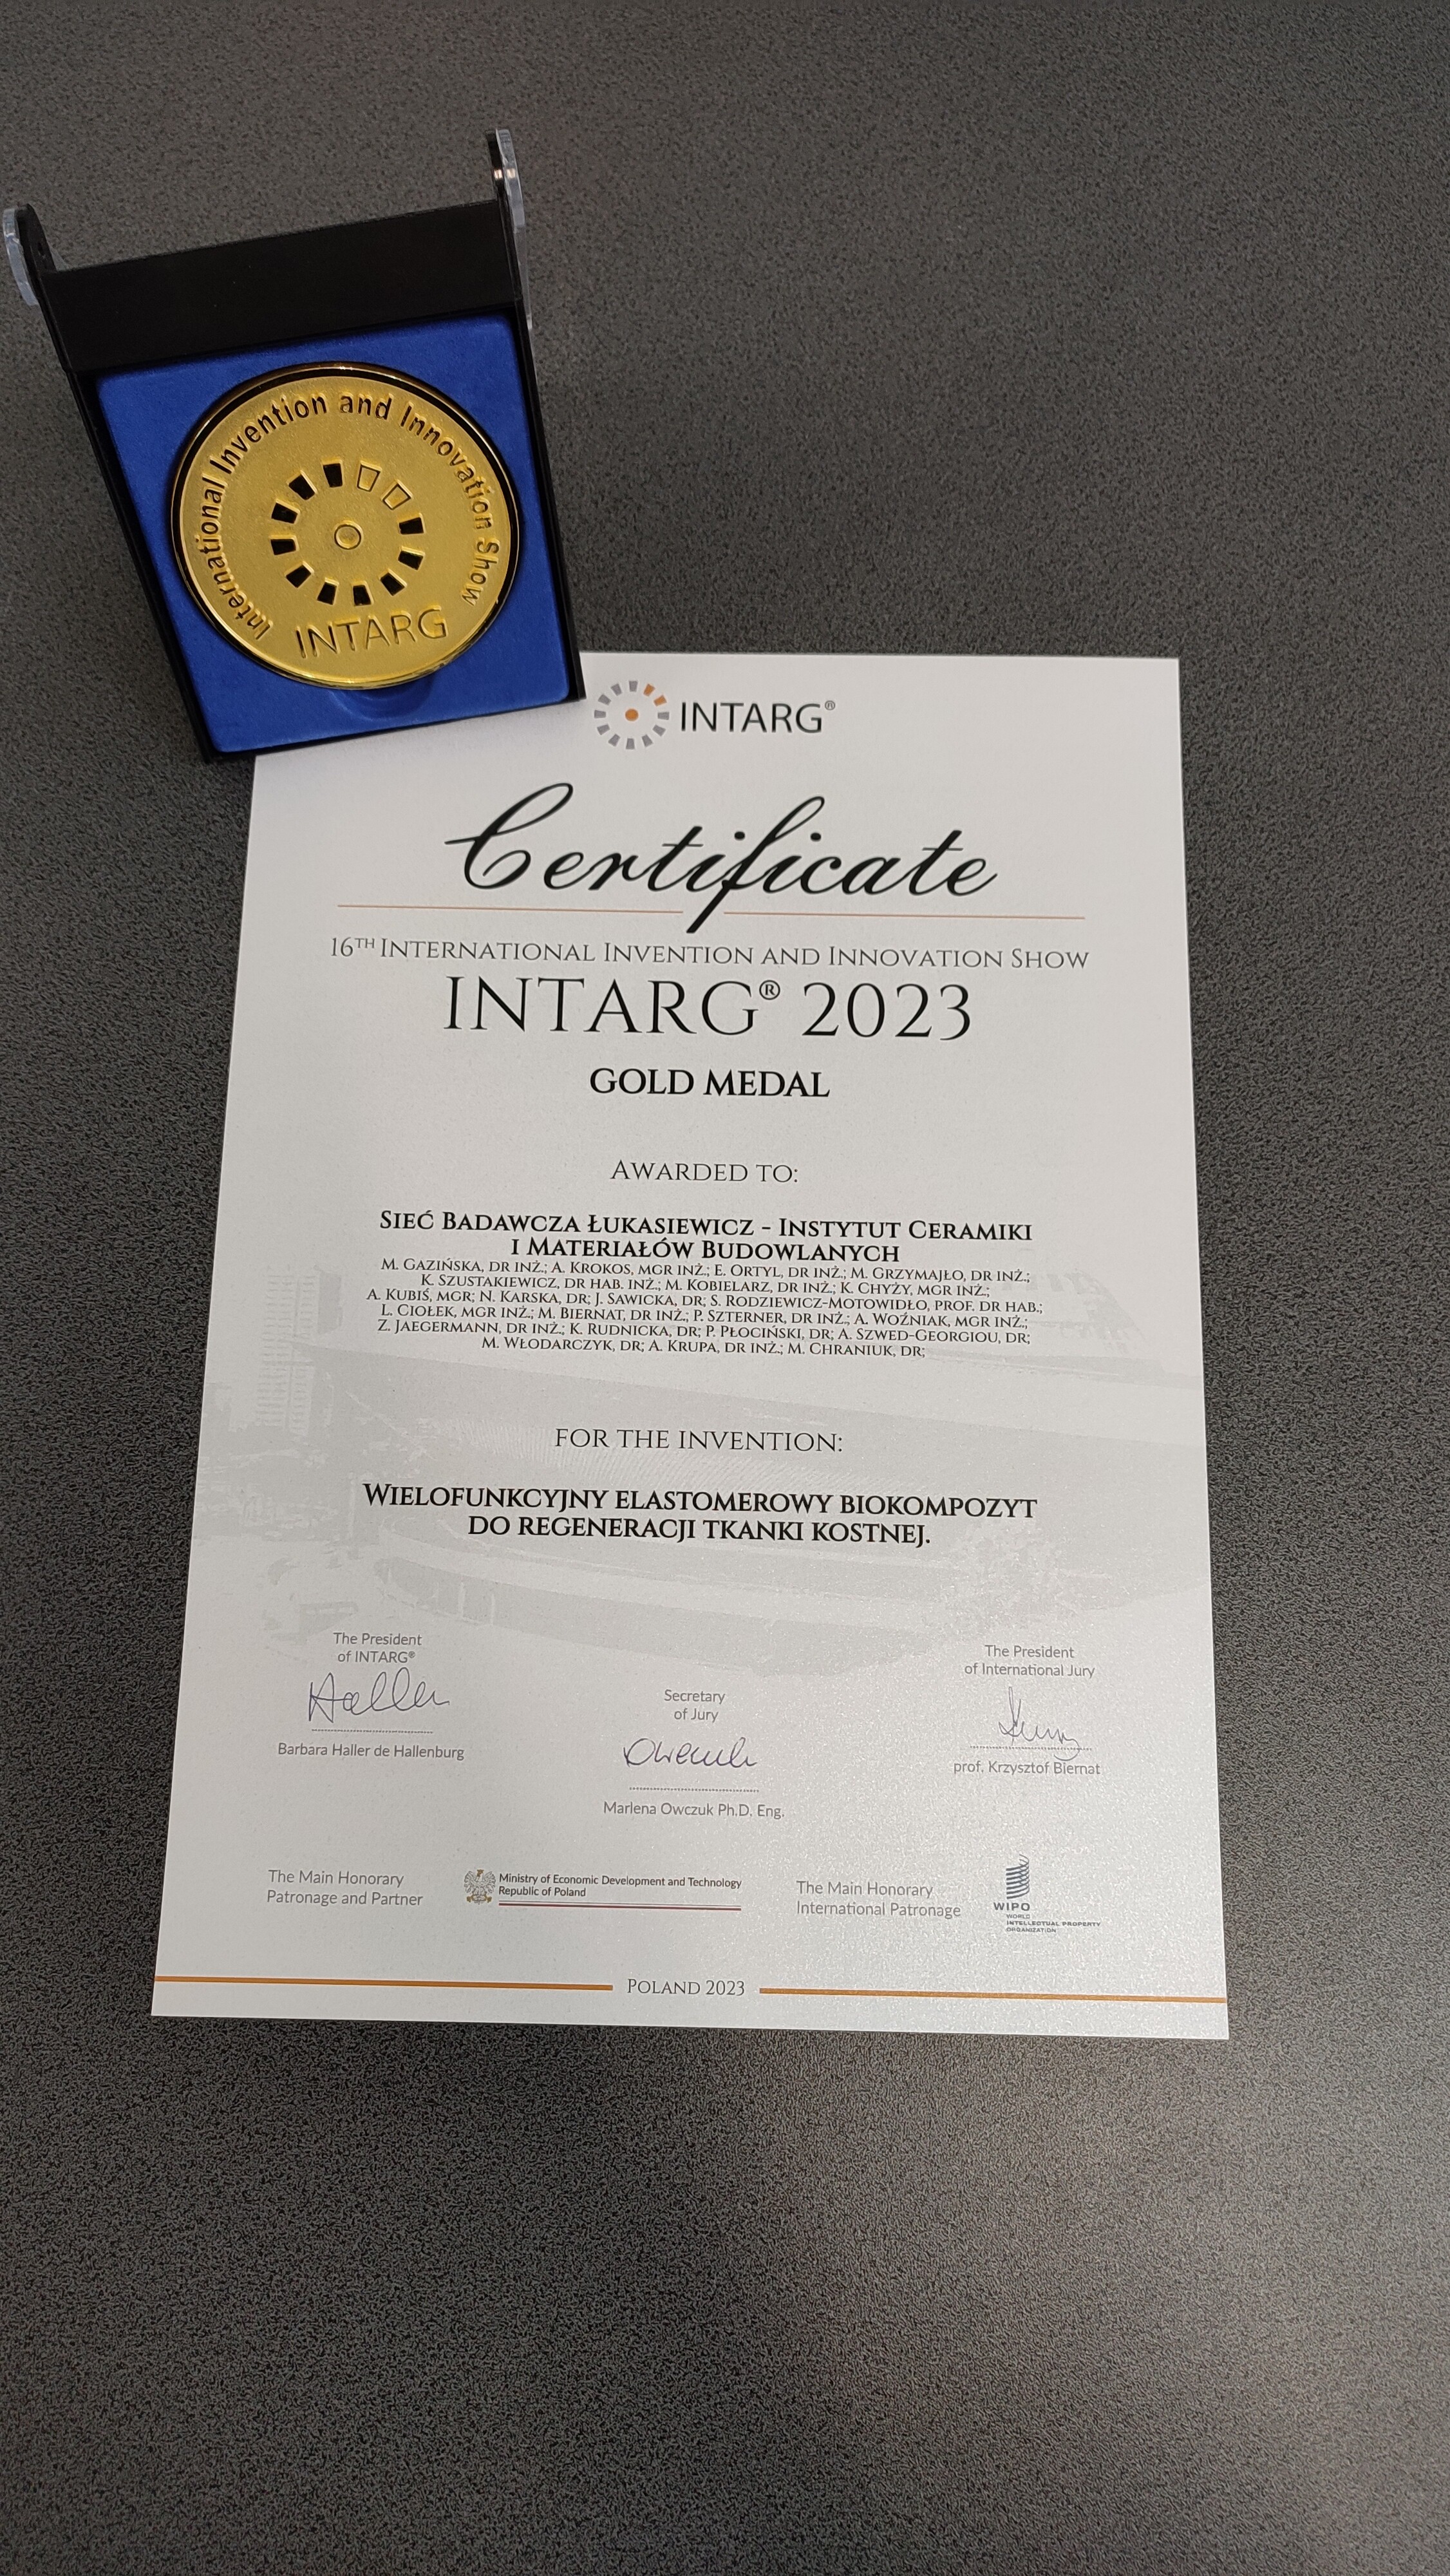 International Invention and Innovation Show
INTARG
INTARG®
Certificate
16TH INTERNATIONAL INVENTION AND INNOVATION SHOW
INTARG® 2023
GOLD MEDAL
AWARDED TO:
SIEĆ BADAWCZA ŁUKASIEWICZ - INSTYTUT CERAMIKI
I MATERIAŁÓW BUDOWLANYCH
M. GAZIŃSKA, DR INŻ.; A. KROKOS, MGR INŻ.; E. ORTYL, DR INŻ.; M. GRZYMAJŁO, DR INŻ.;
K. SZUSTAKIEWICZ, DR HAB. INŻ.; M. KOBIELARZ, DR INŻ.; K. CHYŻY, MGR INŻ.;
A. KUBIŚ, MGR; N. KARSKA, DR; J. SAWICKA, DR; S. RODZIEWICZ-MOTOWIDŁO, PROF. DR HAB.;
L. CIOŁEK, MGR INŻ.; M. BIERNAT, DR INŻ.; P. SZTERNER, DR INŻ.; A. WOŹNIAK, MGR INŻ.;
Z. JAEGERMANN, DR INŻ.; K. RUDNICKA, DR; P. PŁOCIŃSKI, DR; A. SZWED-GEORGIOU, DR;
M. WŁODARCZYK, DR; A. KRUPA, DR INŻ.; M. CHRANIUK, DR;
FOR THE INVENTION:
WIELOFUNKCYJNY ELASTOMEROWY BIOKOMPOZYT
DO REGENERACJI TKANKI KOSTNEJ.
The President
of INTARG®
Barbara Haller de Hallenburg
Secretary
of Jury
Marlena Owczuk Ph.D. Eng.
The President
of International Jury
prof. Krzysztof Biernat
The Main Honorary
Patronage and Partner
Ministry of Economic Development and Technology
Republic of Poland
The Main Honorary
International Patronage
WIPO
WORLD
INTELLECTUAL PROPERTY
ORGANIZATION
POLAND 2023